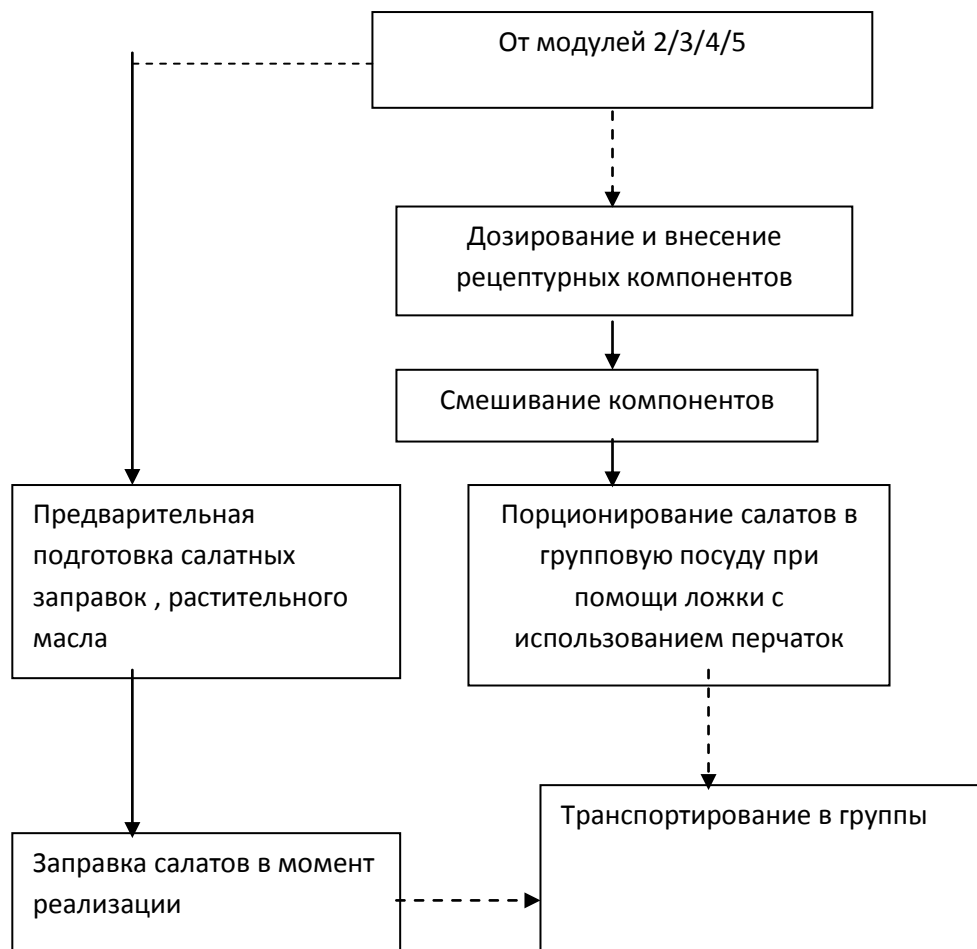 От модулей 2/3/4/5
Дозирование и внесение
рецептурных компонентов
Смешивание компонентов
Предварительная
подготовка салатных
заправок , растительного
масла
Порционирование салатов в
групповую посуду при
помощи ложки с
использованием перчаток
Транспортирование в группы
Заправка салатов в момент
реализации